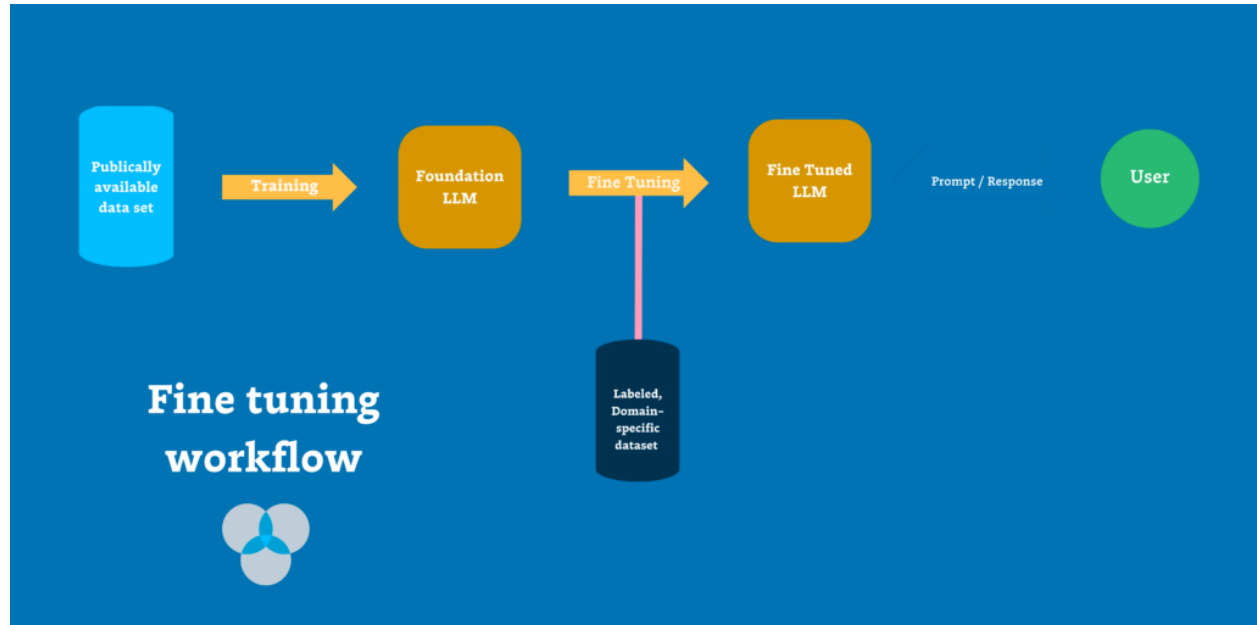 Publically
available
data set
Training
Foundation
LLM
Fine Tuning
Fine Tuned
LLM
Prompt / Response
User
Labeled,
Domain-
specific
dataset
Fine tuning
workflow